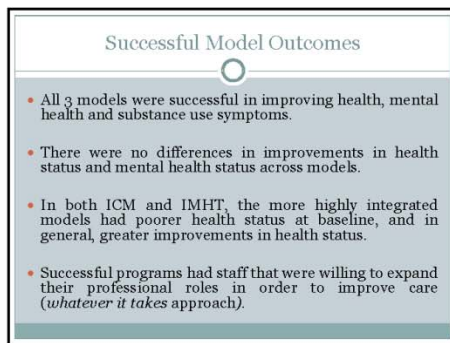 Successful Model Outcomes
• All 3 models were successful in improving health, mental
health and substance use symptoms.
• There were no differences in improvements in health
status and mental health status across models.
• In both ICM and IMHT, the more highly integrated
models had poorer health status at baseline, and in
general, greater improvements in health status.
• Successful programs had staff that were willing to expand
their professional roles in order to improve care
(whatever it takes approach).